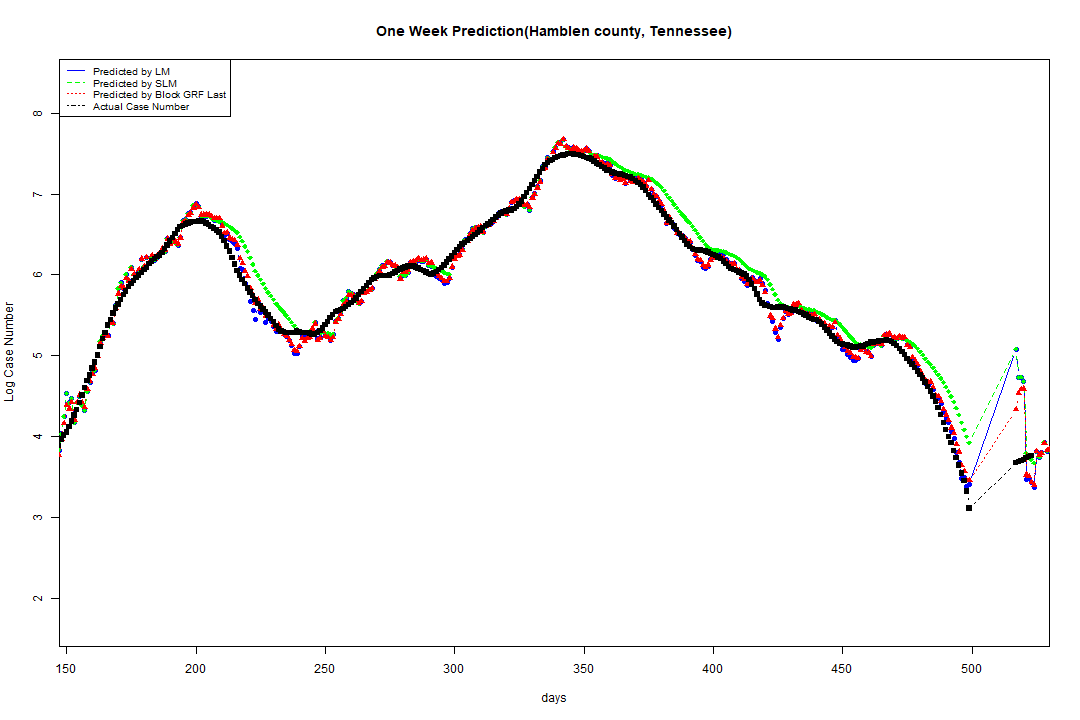 One Week Prediction(Hamblen county, Tennessee)
Predicted by LM
Predicted by SLM
Predicted by Block GRF Last
Actual Case Number
8
7
6
5
4
3
2
Log Case Number
150 200 250 300 350 400 450 500
days